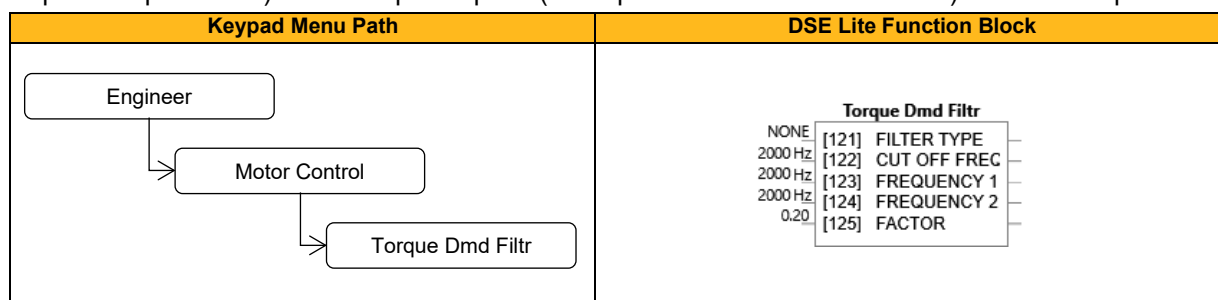 Keypad Menu Path
DSE Lite Function Block
Engineer
Motor Control
Torque Dmd Filtr
Torque Dmd Filtr
NONE [121] FILTER TYPE
2000 Hz [122] CUT OFF FREQ
2000 Hz [123] FREQUENCY 1
2000 Hz [124] FREQUENCY 2
0.20 [125] FACTOR